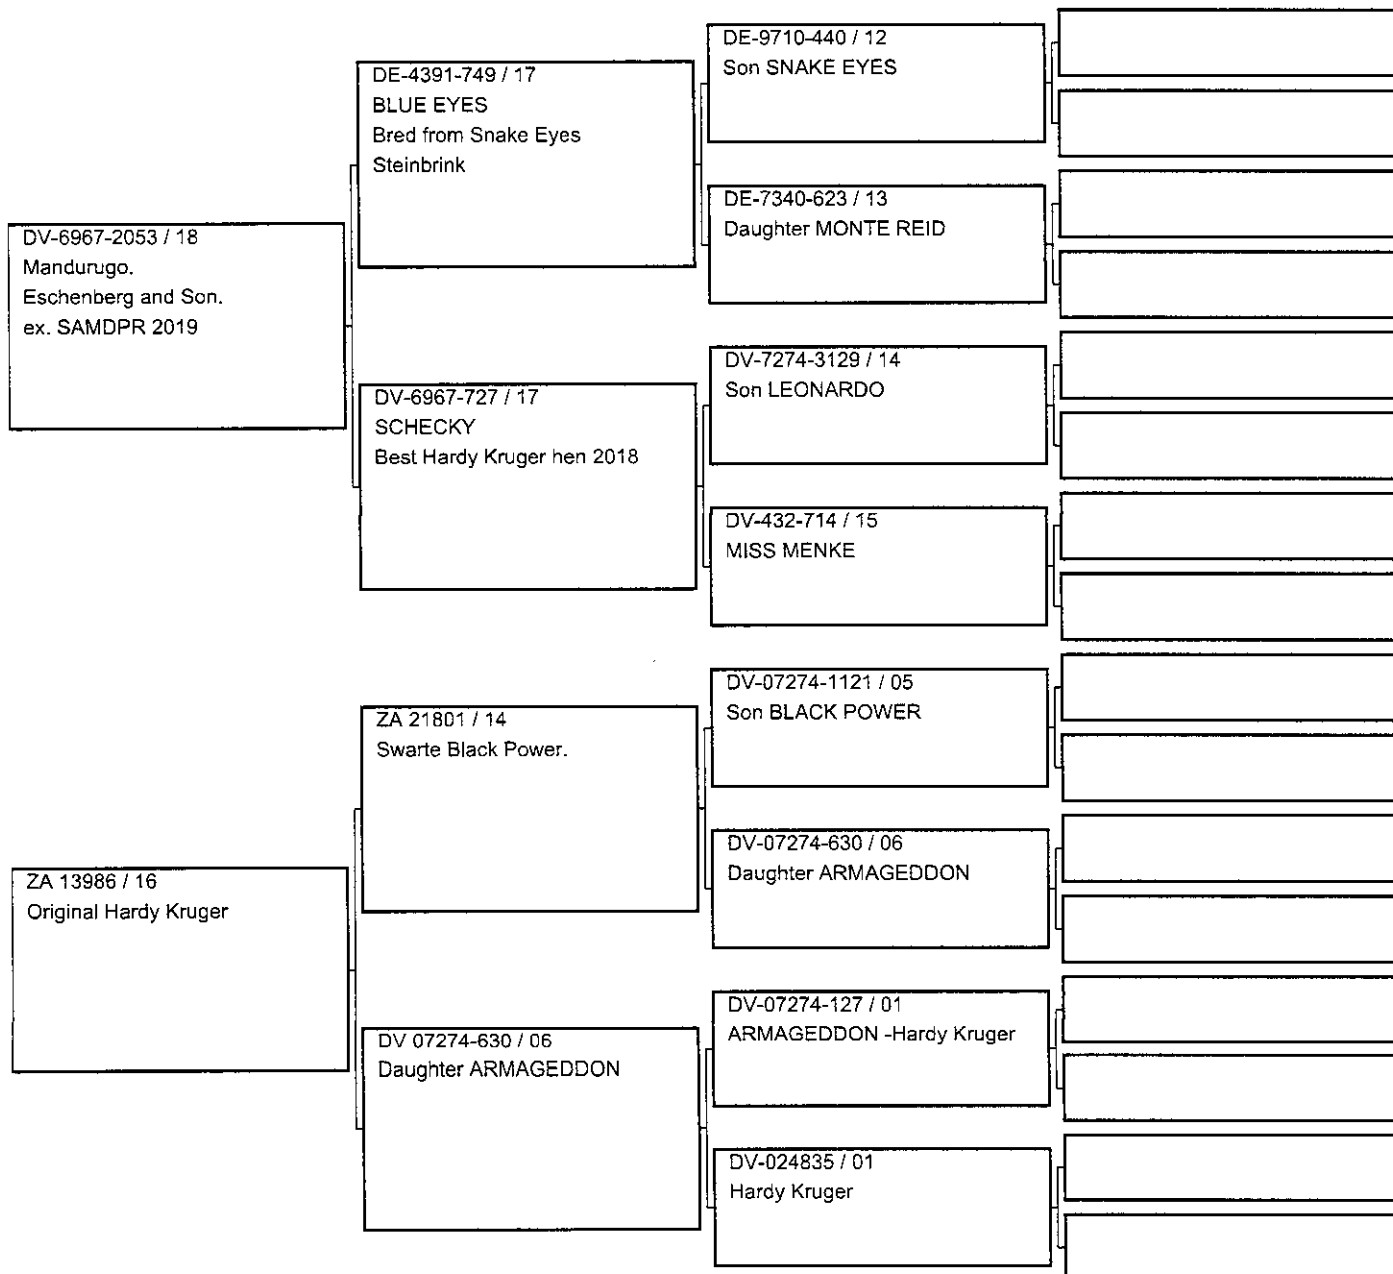 DV-6967-2053 / 18
Mandurugo.
Eschenberg and Son.
ex. SAMDPR 2019
DE-4391-749 / 17
BLUE EYES
Bred from Snake Eyes
Steinbrink
DE-9710-440 / 12
Son SNAKE EYES
DE-7340-623 / 13
Daughter MONTE REID
DV-6967-727 / 17
SCHECKY
Best Hardy Kruger hen 2018
DV-7274-3129 / 14
Son LEONARDO
DV-432-714 / 15
MISS MENKE
ZA 13986 / 16
Original Hardy Kruger
ZA 21801 / 14
Swarte Black Power.
DV-07274-1121 / 05
Son BLACK POWER
DV-07274-630 / 06
Daughter ARMAGEDDON
DV 07274-630 / 06
Daughter ARMAGEDDON
DV-07274-127 / 01
ARMAGEDDON -Hardy Kruger
DV-024835 / 01
Hardy Kruger